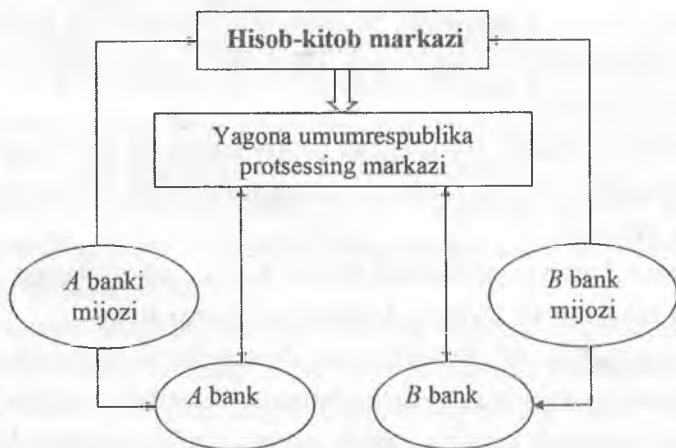 Hisob-kitob markazi
Yagona umumrespublika
protsessing markazi
A banki
mijozi
B bank
mijozi
A bank
B bank